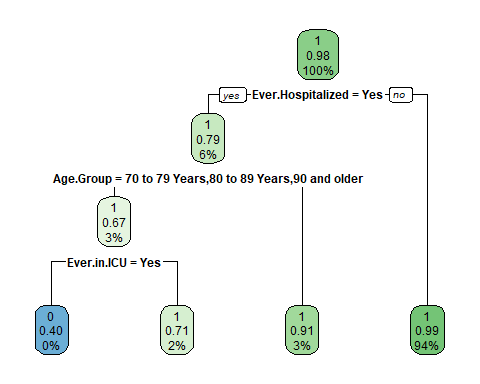 1
0.98
100%
yes Ever.Hospitalized = Yes no
1
0.79
6%
Age.Group = 70 to 79 Years,80 to 89 Years,90 and older
1
0.67
3%
Ever.in.ICU = Yes
0 1 1 1
0.40 0.71 0.91 0.99
0% 2% 3% 94%